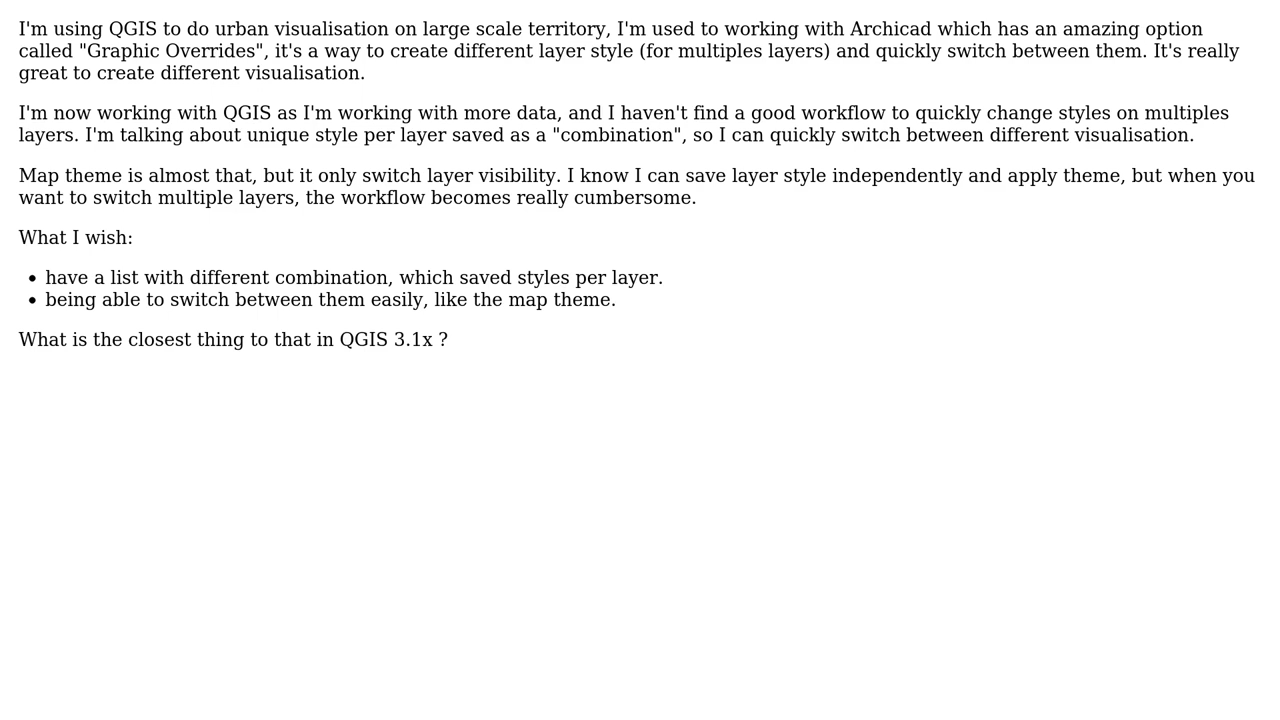 I'm using QGIS to do urban visualisation on large scale territory, I'm used to working with Archicad which has an amazing option
called "Graphic Overrides", it's a way to create different layer style (for multiples layers) and quickly switch between them. It's really
great to create different visualisation.
I'm now working with QGIS as I'm working with more data, and I haven't find a good workflow to quickly change styles on multiples
layers. I'm talking about unique style per layer saved as a "combination", so I can quickly switch between different visualisation.
Map theme is almost that, but it only switch layer visibility. I know I can save layer style independently and apply theme, but when you
want to switch multiple layers, the workflow becomes really cumbersome.
What I wish:
• have a list with different combination, which saved styles per layer.
• being able to switch between them easily, like the map theme.
What is the closest thing to that in QGIS 3.1x ?